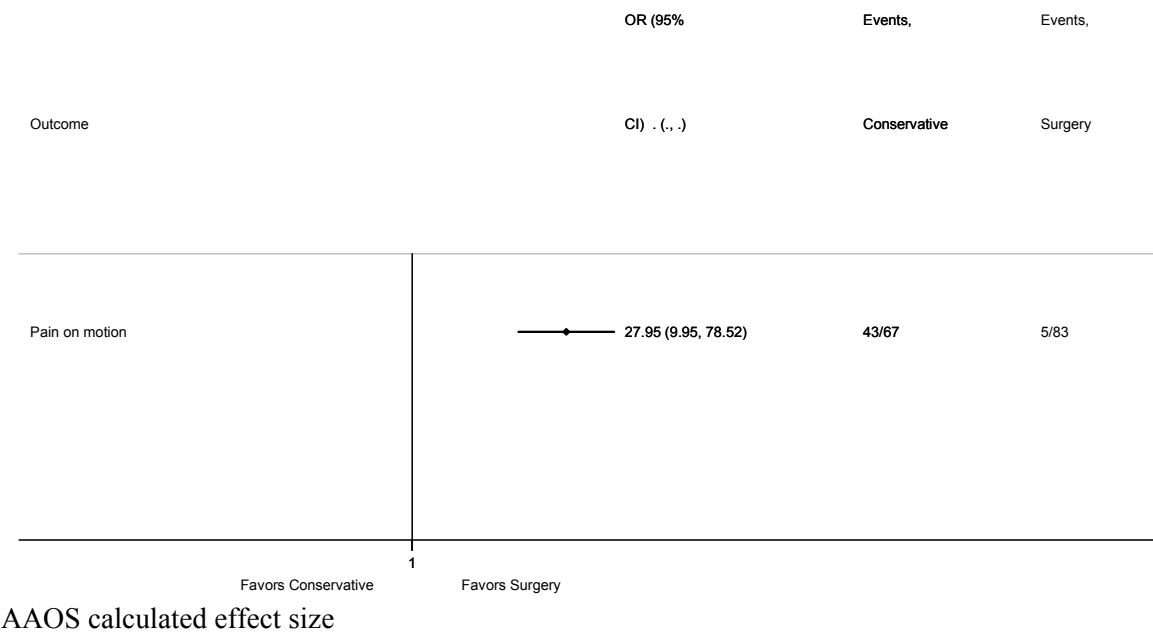 OR (95% Events, Events,
Outcome CI) . (., .) Conservative Surgery
Pain on motion 27.95 (9.95, 78.52) 43/67 5/83
1
Favors Conservative Favors Surgery
AAOS calculated effect size